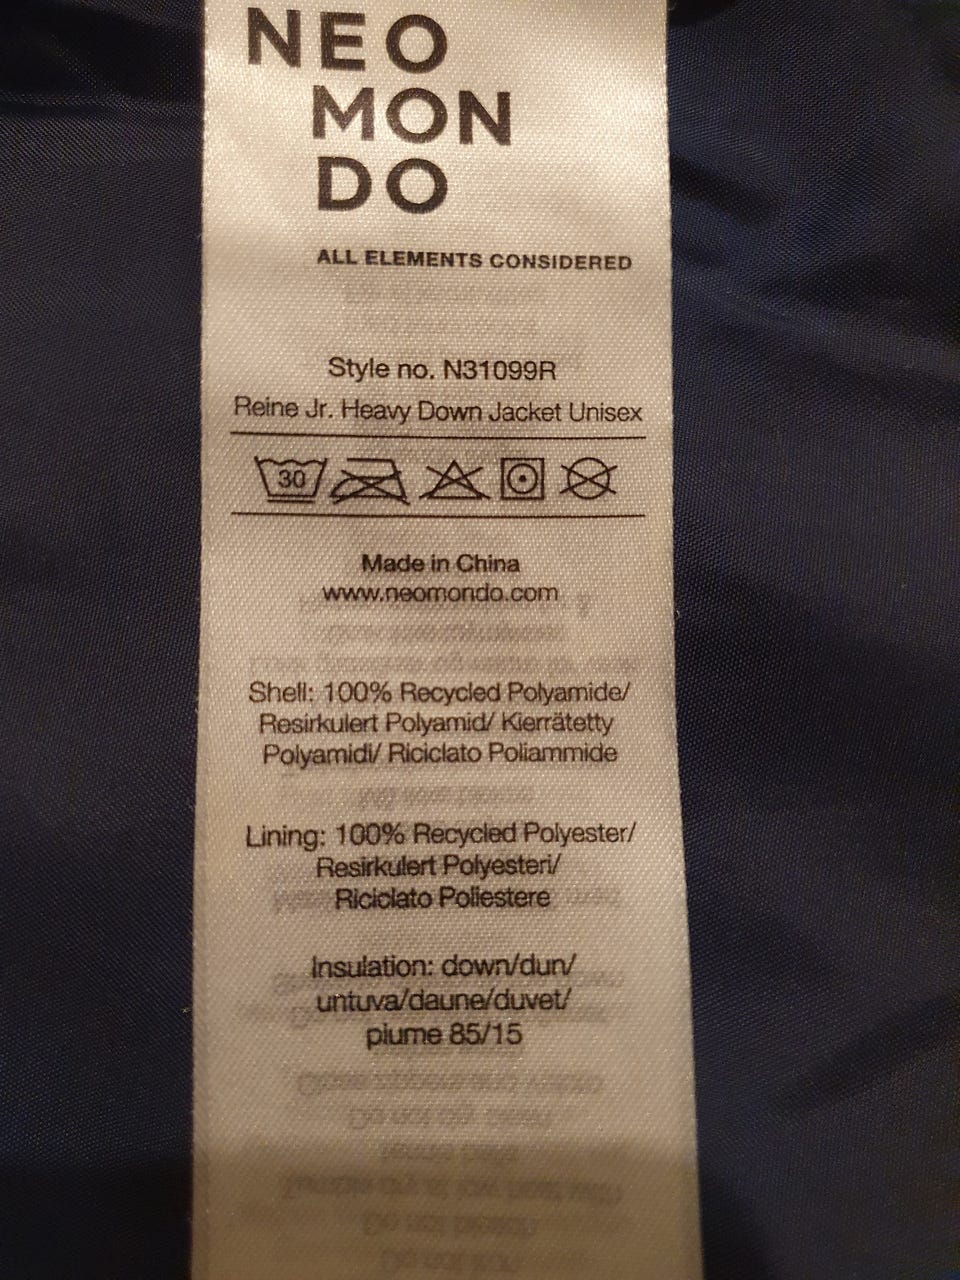 NEO
MON
DO
ALL ELEMENTS CONSIDERED
Style no. N31099R
Reine Jr. Heavy Down Jacket Unisex
30
Made in China
www.neomondo.com
Shell: 100% Recycled Polyamide/
Resirkulert Polyamid/ Kierrätetty
Polyamidi/ Riciclato Poliammide
Lining: 100% Recycled Polyester/
Resirkulert Polyesteri/
Riciclato Poliestere
Insulation: down/dun/
untuva/daune/duvet/
piume 85/15